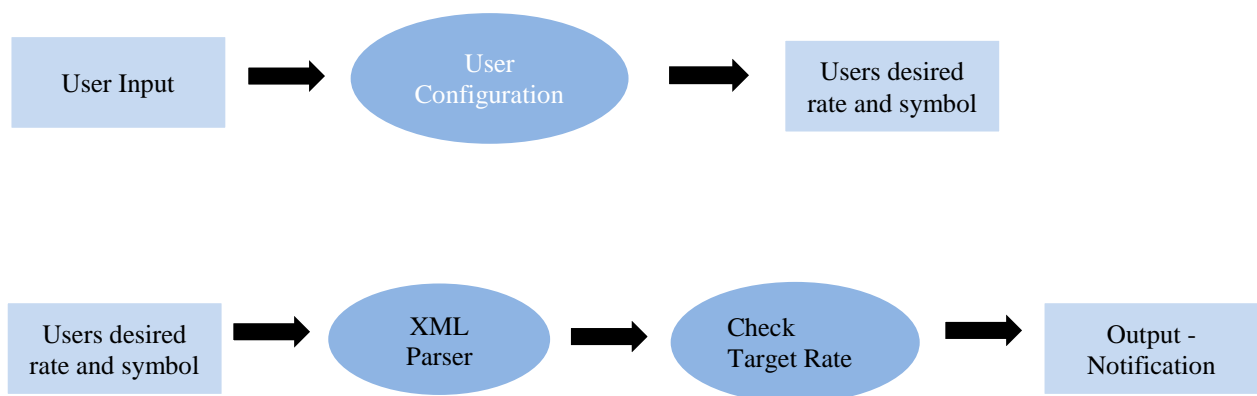 User Input
User
Configuration
Users desired
rate and symbol
Users desired
rate and symbol
XML
Parser
Check
Target Rate
Output -
Notification